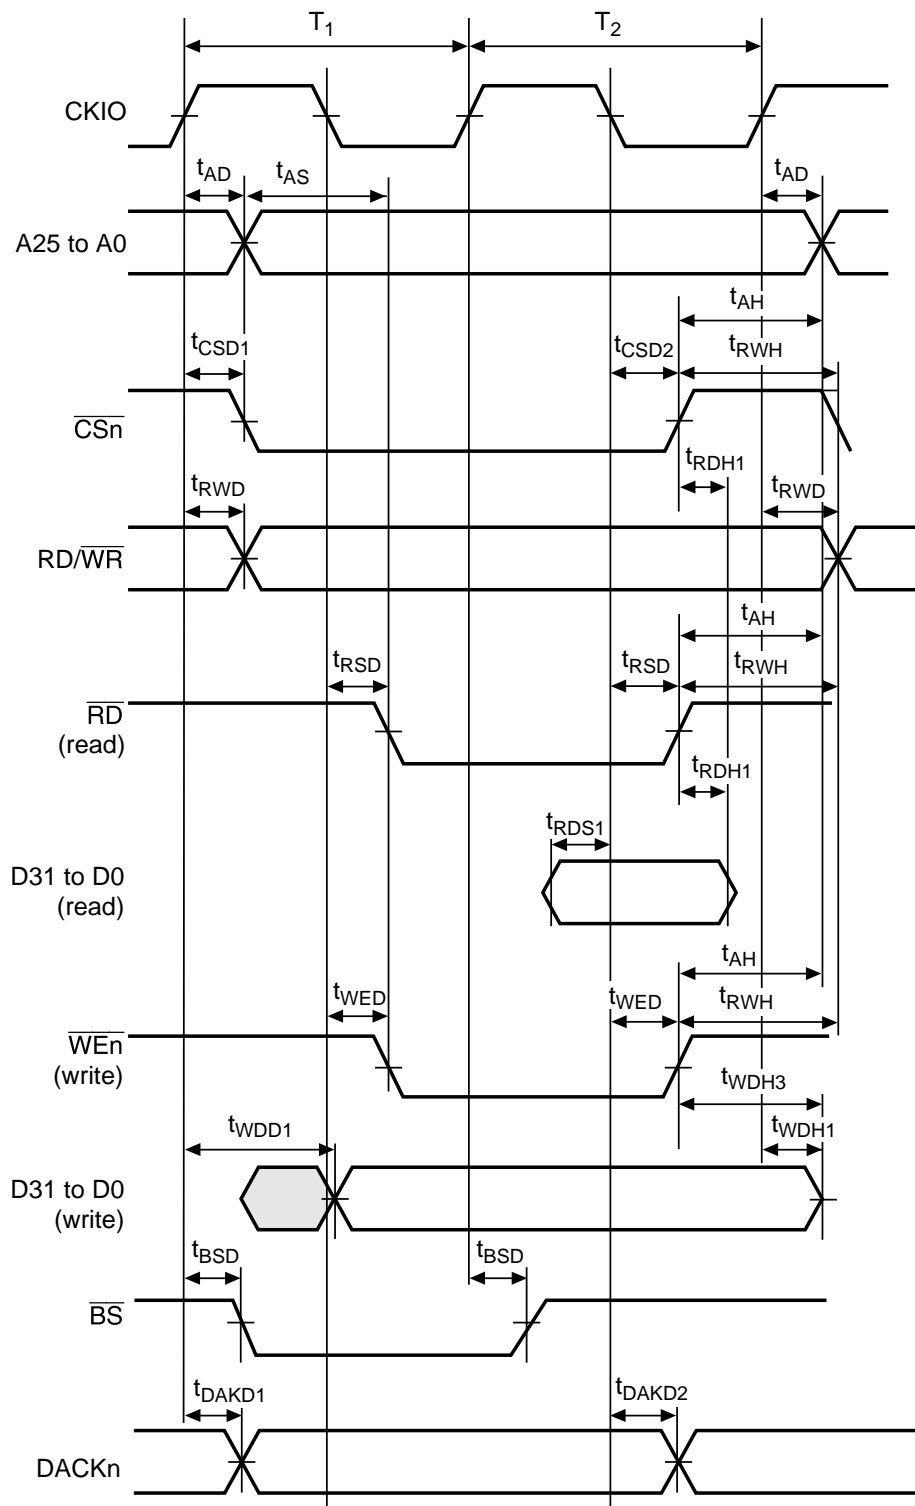 T1 T2
CKIO
tAD tAS tAD
A25 to A0
tAH
tCSD1 tCSD2 tRWH
CSn
tRDH1
tRWD tRWD
RD/WR
tAH
tRSD tRSD tRWH
RD
(read)
tRDH1
tRDS1
D31 to D0
(read)
tAH
tWED tWED tRWH
WEn
(write)
tWDH3
tWDD1 tWDH1
D31 to D0
(write)
tBSD tBSD
BS
tDAKD1 tDAKD2
DACKn